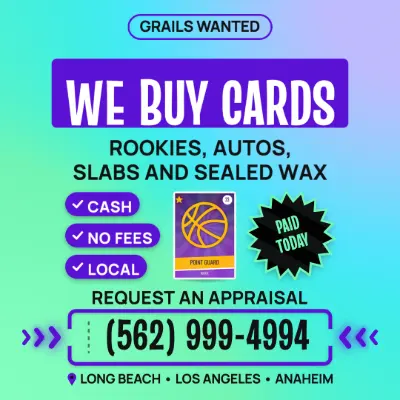 GRAILS WANTED
WE BUY CARDS
ROOKIES, AUTOS,
SLABS AND SEALED WAX
CASH
NO FEES
LOCAL
POINT GUARD
PAID
TODAY
REQUEST AN APPRAISAL
(562) 999-4994
LONG BEACH • LOS ANGELES • ANAHEIM